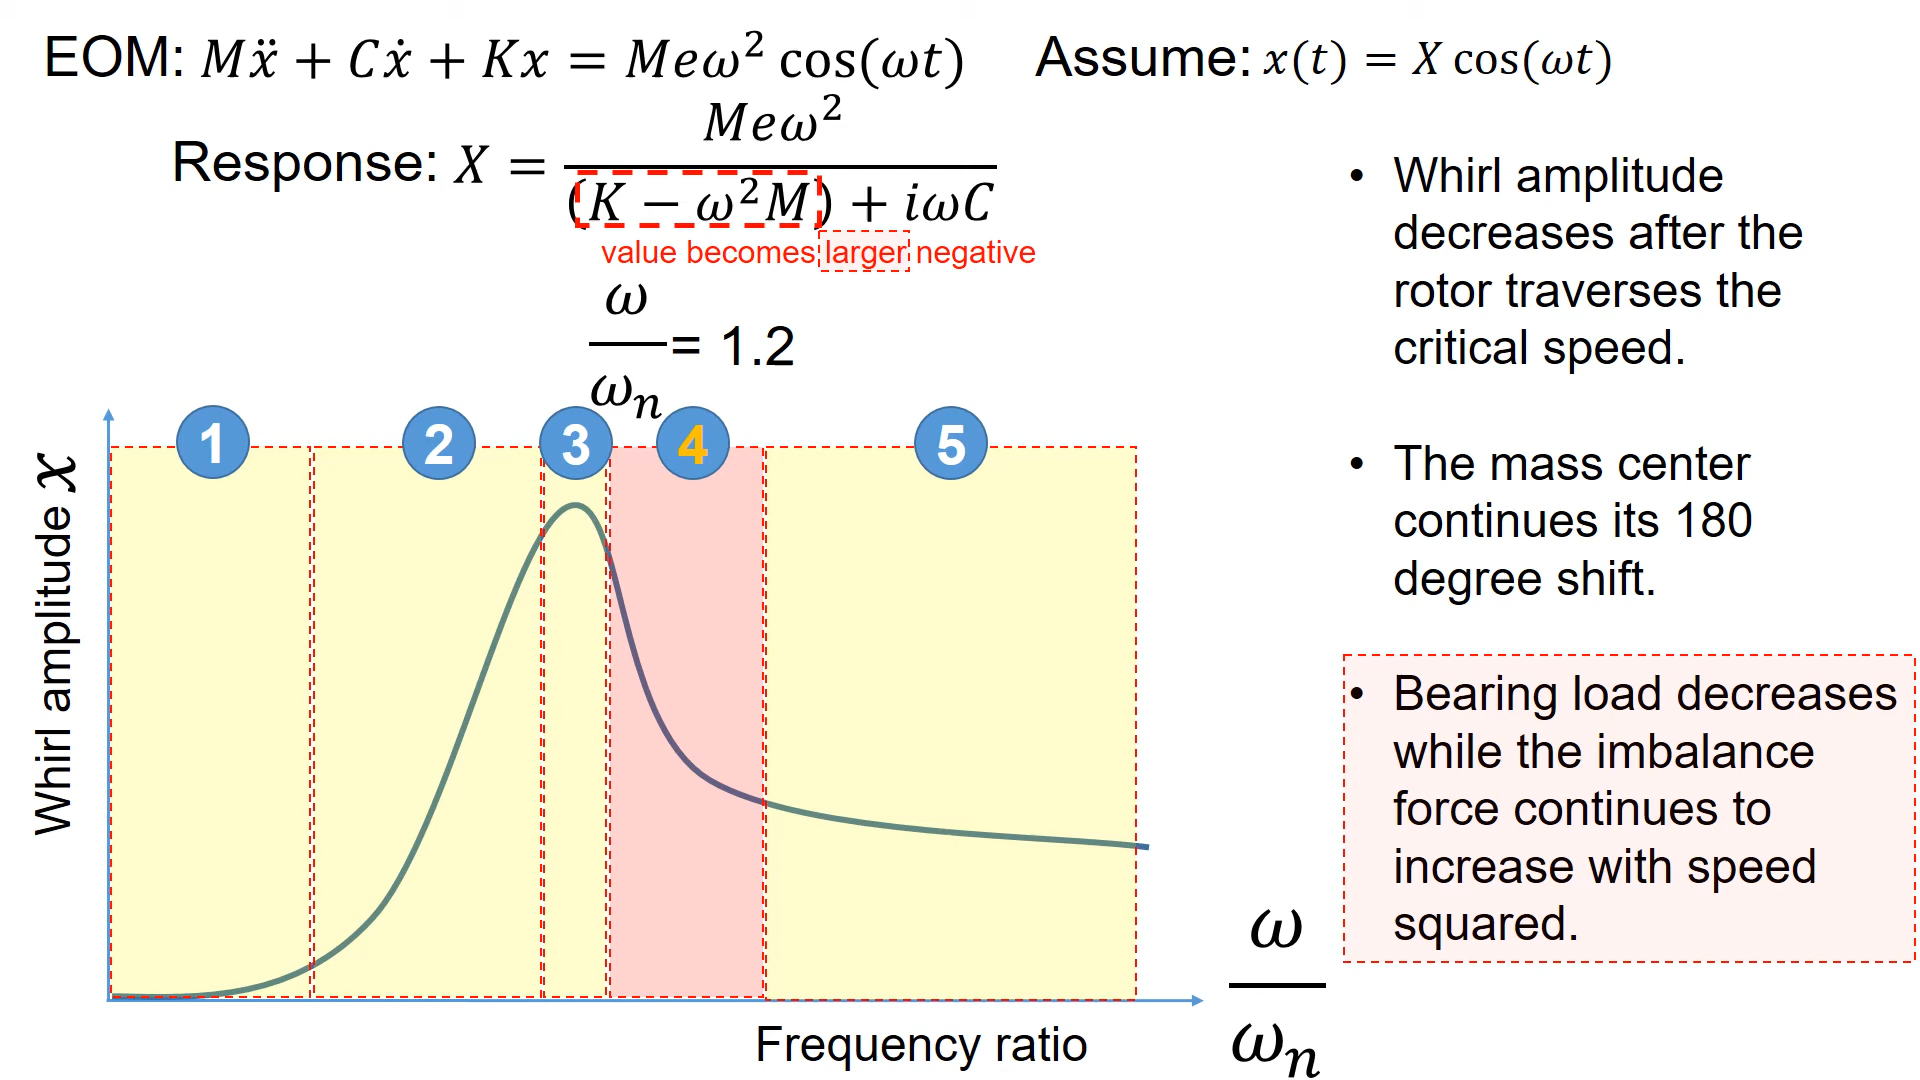 EOM: Mẍ + Cẋ + Kx = Meω² cos(ωt)
Assume: x(t) = X cos(ωt)
Response: X = Meω² / ((K − ω²M) + iωC)
value becomes larger negative
ω/ωₙ = 1.2
1 2 3 4 5
Whirl amplitude x
Frequency ratio
ω/ωₙ
• Whirl amplitude
decreases after the
rotor traverses the
critical speed.
• The mass center
continues its 180
degree shift.
• Bearing load decreases
while the imbalance
force continues to
increase with speed
squared.